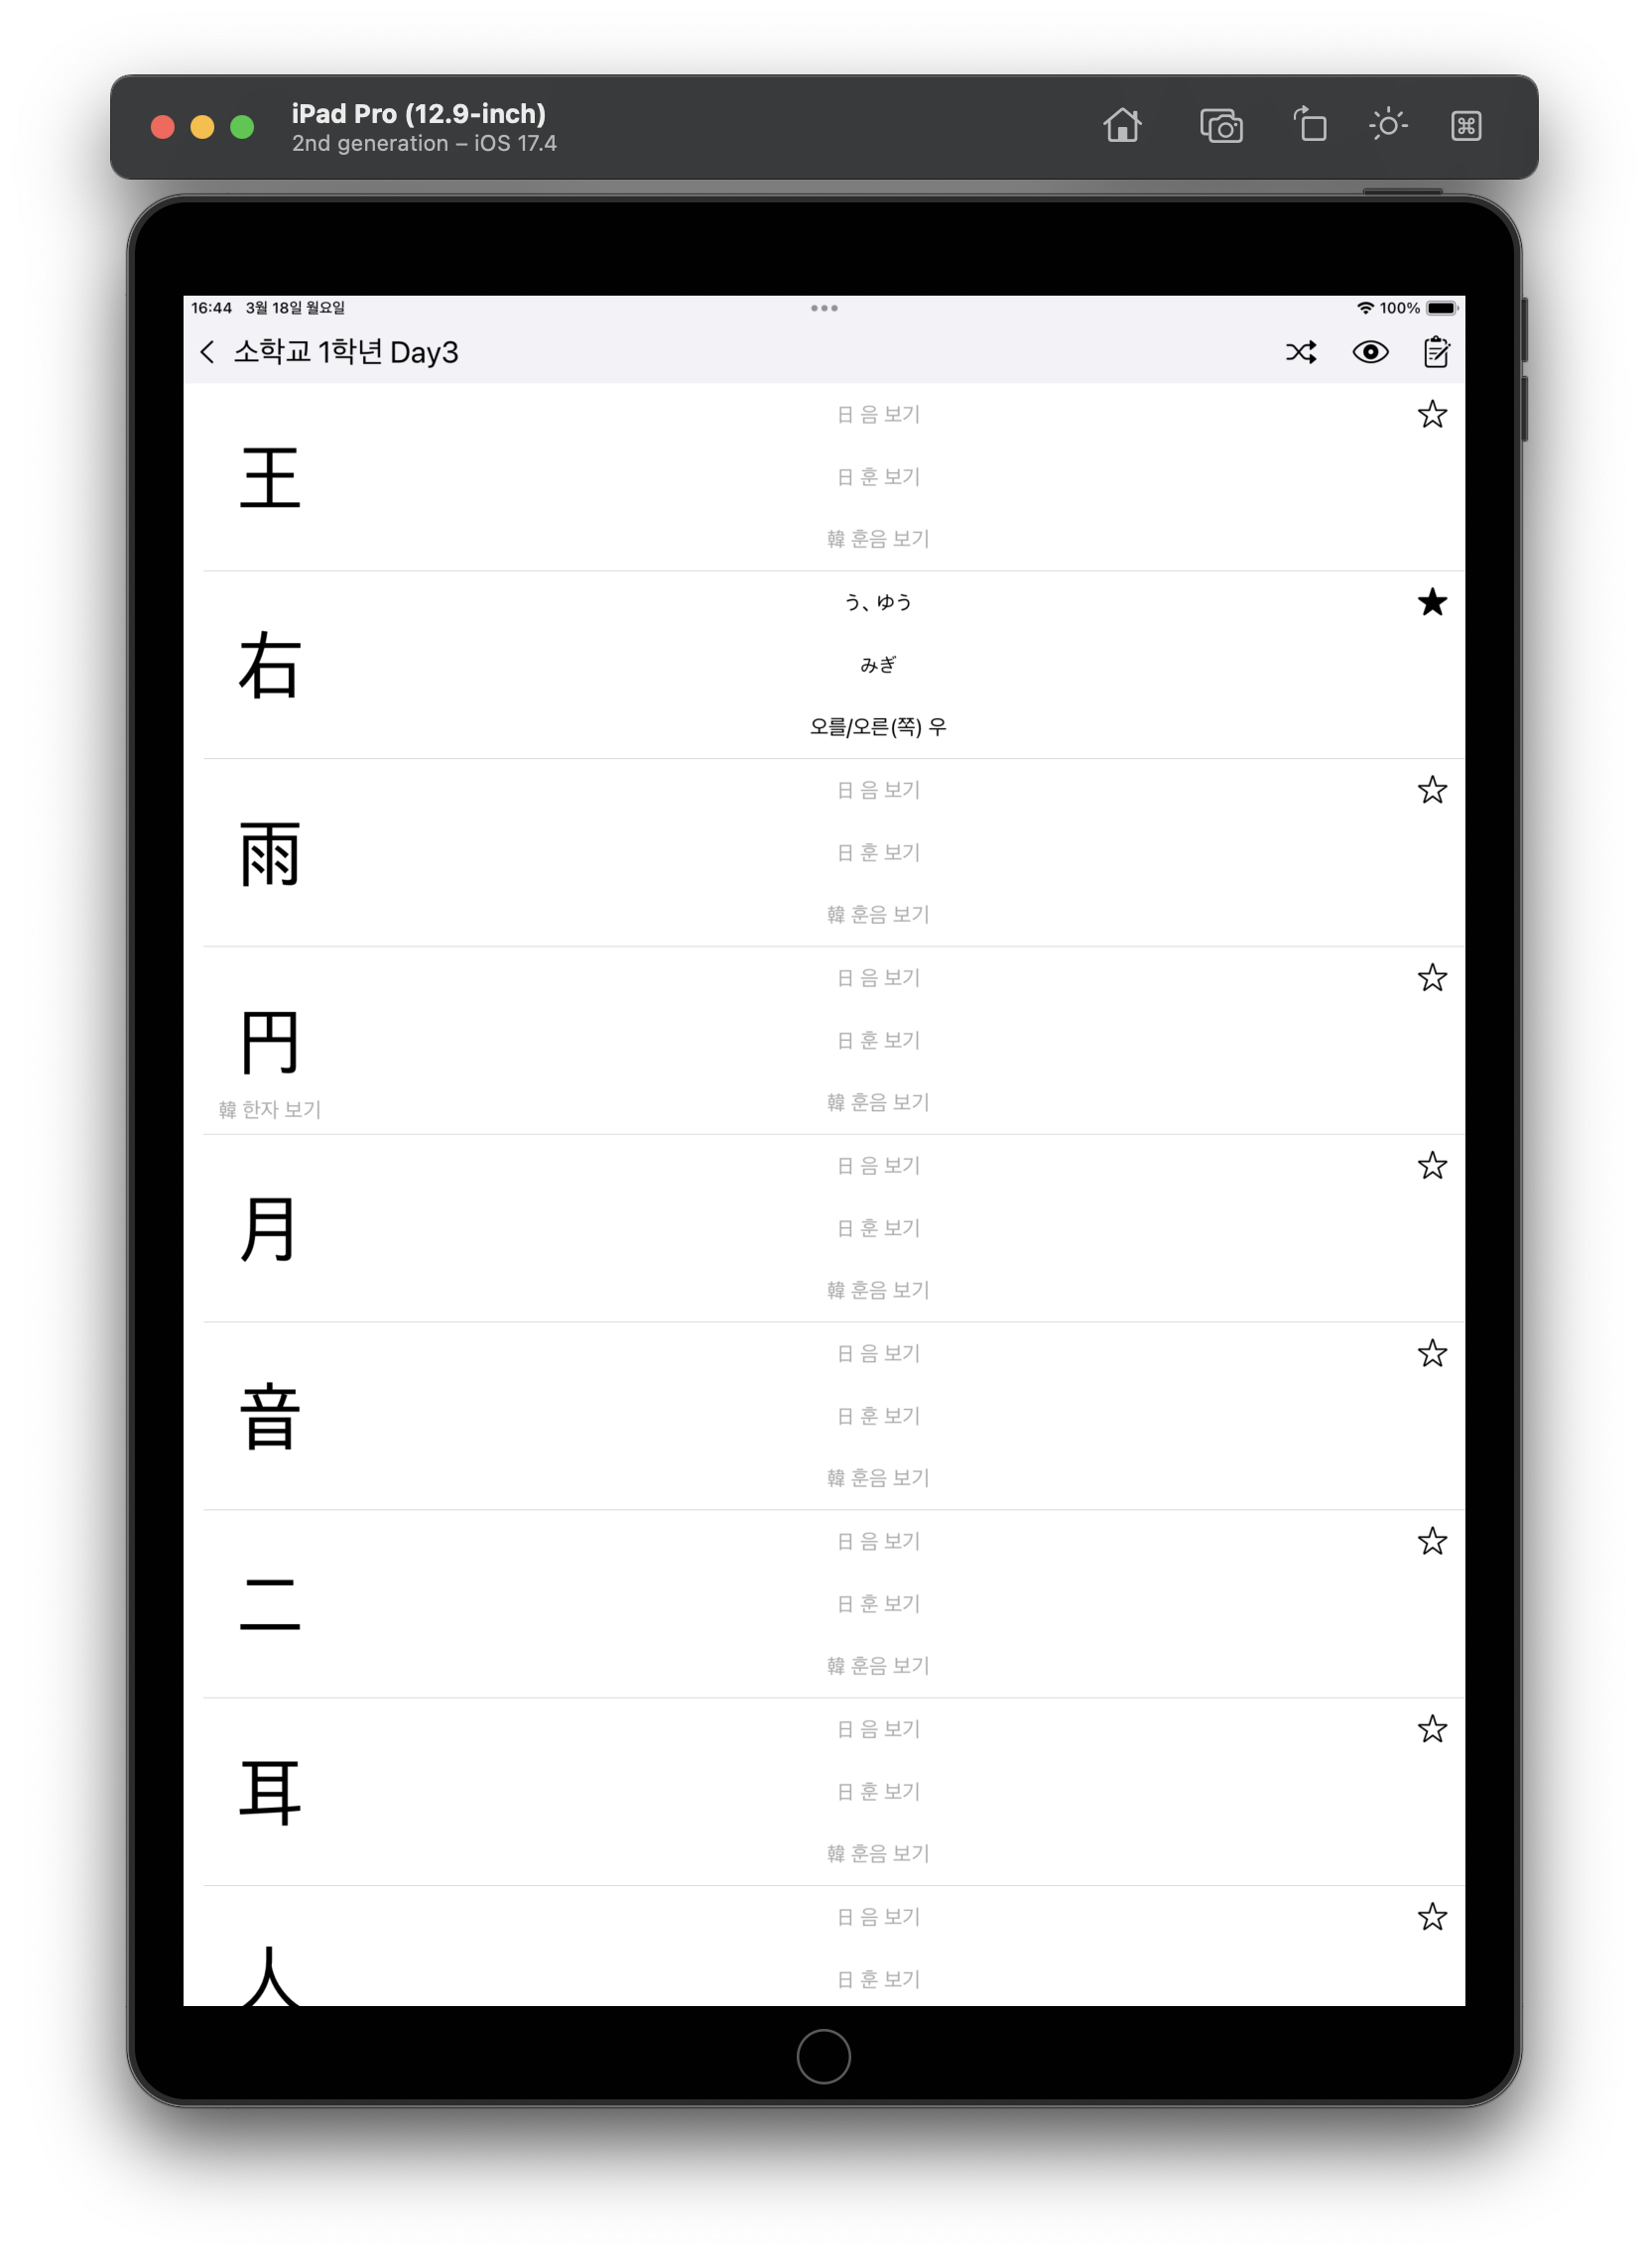 iPad Pro (12.9-inch)
2nd generation – iOS 17.4
16:44 3월 18일 월요일
100%
소학교 1학년 Day3
王
日 음 보기
日 훈 보기
韓 훈음 보기
右
う、ゆう
みぎ
오를/오른(쪽) 우
雨
日 음 보기
日 훈 보기
韓 훈음 보기
円
韓 한자 보기
日 음 보기
日 훈 보기
韓 훈음 보기
月
日 음 보기
日 훈 보기
韓 훈음 보기
音
日 음 보기
日 훈 보기
韓 훈음 보기
二
日 음 보기
日 훈 보기
韓 훈음 보기
耳
日 음 보기
日 훈 보기
韓 훈음 보기
人
日 음 보기
日 훈 보기